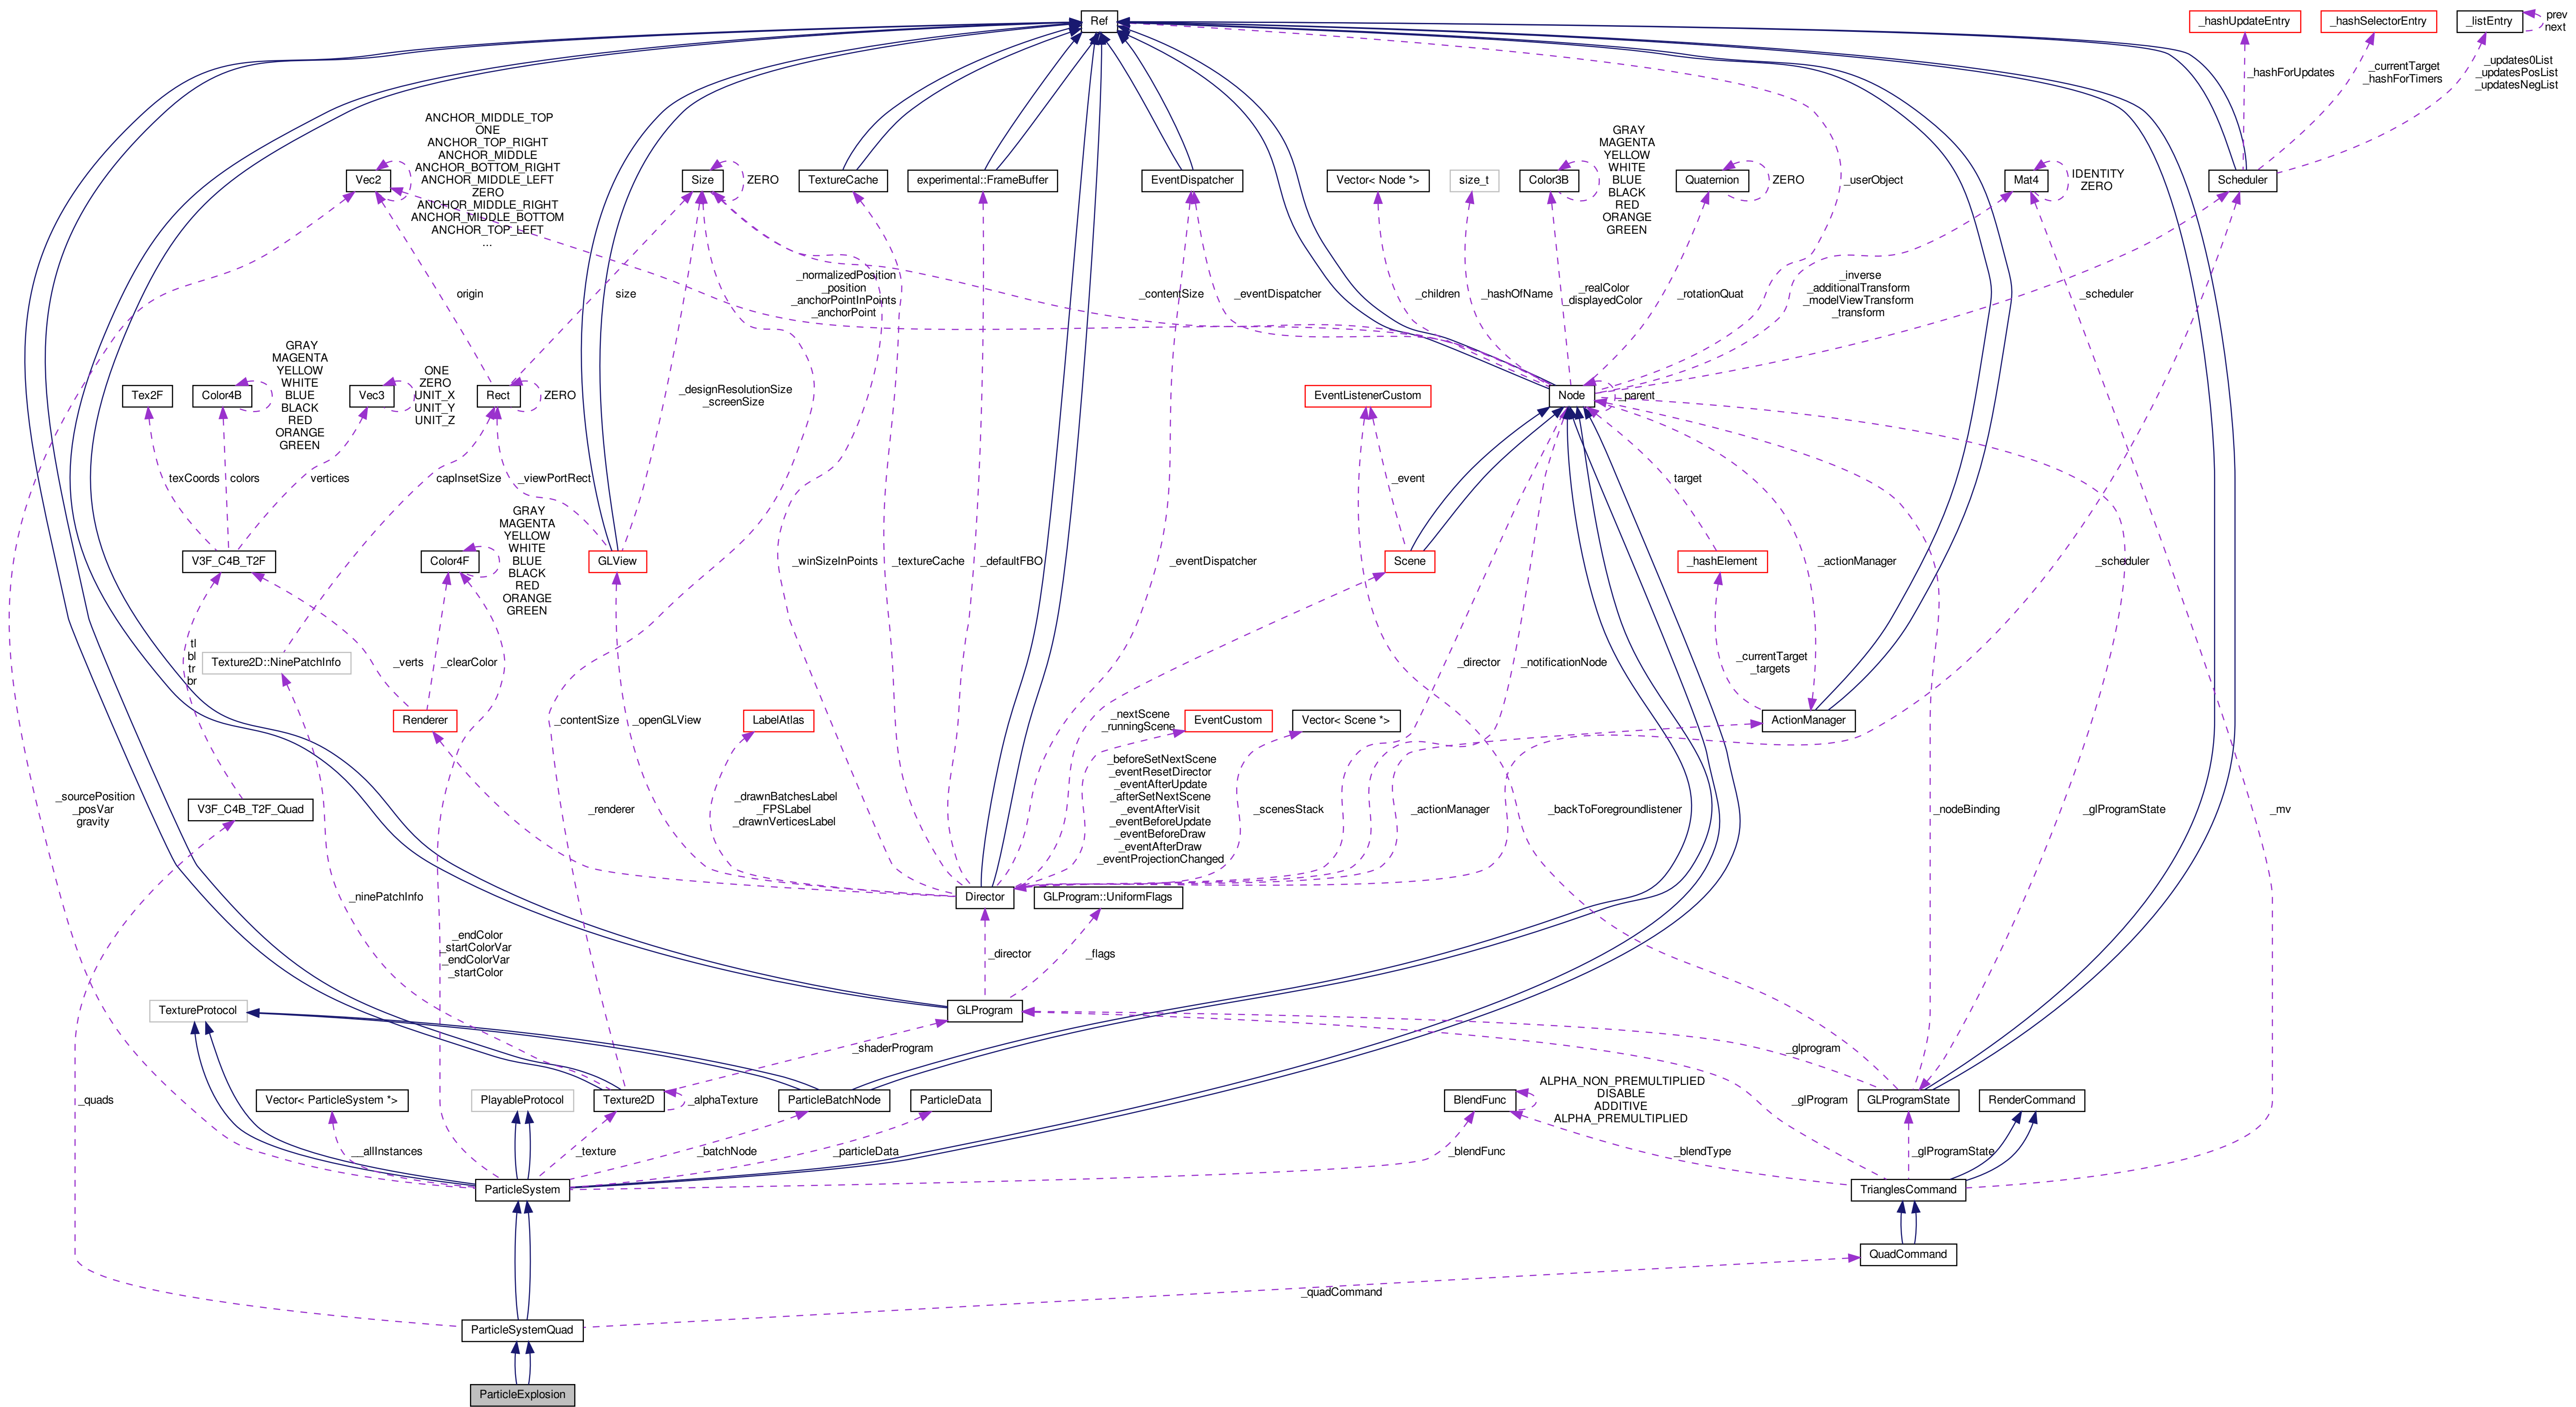 Ref
_hashUpdateEntry
_hashSelectorEntry
_listEntry
prev
next
_hashForUpdates
_currentTarget
_hashForTimers
_updates0List
_updatesPosList
_updatesNegList
Vec2
ANCHOR_MIDDLE_TOP
ONE
ANCHOR_TOP_RIGHT
ANCHOR_MIDDLE
ANCHOR_BOTTOM_RIGHT
ANCHOR_MIDDLE_LEFT
ZERO
ANCHOR_MIDDLE_RIGHT
ANCHOR_MIDDLE_BOTTOM
ANCHOR_TOP_LEFT
...
Size
ZERO
TextureCache
experimental::FrameBuffer
EventDispatcher
Vector< Node *>
size_t
Color3B
GRAY
MAGENTA
YELLOW
WHITE
BLUE
BLACK
RED
ORANGE
GREEN
Quaternion
ZERO
_userObject
Mat4
IDENTITY
ZERO
Scheduler
origin
size
_normalizedPosition
_position
_anchorPointInPoints
_anchorPoint
_contentSize
_eventDispatcher
_children
_hashOfName
_realColor
_displayedColor
_rotationQuat
_inverse
_additionalTransform
_modelViewTransform
_transform
_scheduler
Tex2F
Color4B
GRAY
MAGENTA
YELLOW
WHITE
BLUE
BLACK
RED
ORANGE
GREEN
Vec3
ONE
ZERO
UNIT_X
UNIT_Y
UNIT_Z
Rect
ZERO
_designResolutionSize
_screenSize
EventListenerCustom
Node
_parent
texCoords
colors
vertices
capInsetSize
_viewPortRect
_event
target
V3F_C4B_T2F
Color4F
GRAY
MAGENTA
YELLOW
WHITE
BLUE
BLACK
RED
ORANGE
GREEN
GLView
_winSizeInPoints
_textureCache
_defaultFBO
_eventDispatcher
Scene
_hashElement
_actionManager
_scheduler
tl
bl
tr
br
Texture2D::NinePatchInfo
_verts
_clearColor
_director
_notificationNode
_currentTarget
_targets
Renderer
_contentSize
_openGLView
LabelAtlas
_nextScene
_runningScene
EventCustom
Vector< Scene *>
ActionManager
_sourcePosition
_posVar
gravity
V3F_C4B_T2F_Quad
_renderer
_drawnBatchesLabel
_FPSLabel
_drawnVerticesLabel
_beforeSetNextScene
_eventResetDirector
_eventAfterUpdate
_afterSetNextScene
_eventAfterVisit
_eventBeforeUpdate
_eventBeforeDraw
_eventAfterDraw
_eventProjectionChanged
_scenesStack
_actionManager
_backToForegroundlistener
_nodeBinding
_glProgramState
_mv
_ninePatchInfo
Director
GLProgram::UniformFlags
_endColor
_startColorVar
_endColorVar
_startColor
_director
_flags
TextureProtocol
GLProgram
_shaderProgram
_glprogram
_quads
Vector< ParticleSystem *>
PlayableProtocol
Texture2D
_alphaTexture
ParticleBatchNode
ParticleData
BlendFunc
ALPHA_NON_PREMULTIPLIED
DISABLE
ADDITIVE
ALPHA_PREMULTIPLIED
_glProgram
GLProgramState
RenderCommand
__allInstances
_texture
_batchNode
_particleData
_blendFunc
_blendType
_glProgramState
ParticleSystem
TrianglesCommand
QuadCommand
_quadCommand
ParticleSystemQuad
ParticleExplosion